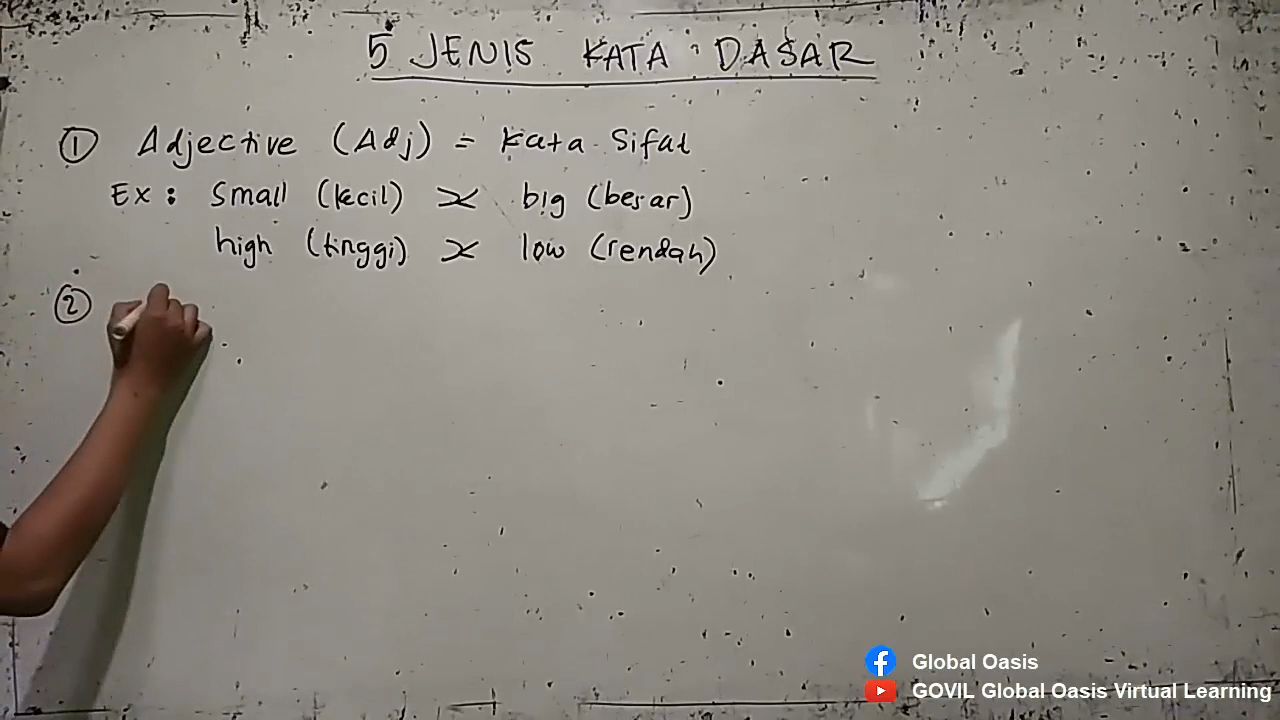 5 JENIS KATA DASAR
① Adjective (Adj) = Kata Sifat
Ex : Small (kecil) >< big (besar)
high (tinggi) >< low (rendah)
②
Global Oasis
GOVIL Global Oasis Virtual Learning